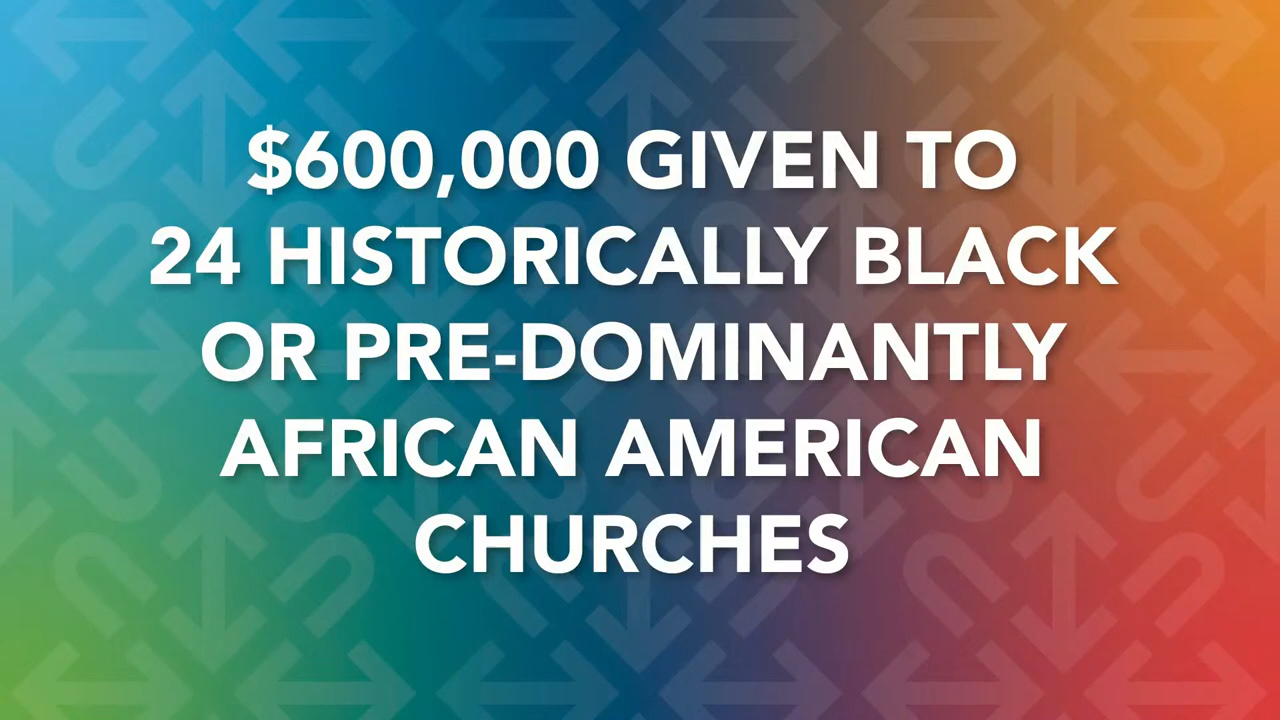 $600,000 GIVEN TO
24 HISTORICALLY BLACK
OR PRE-DOMINANTLY
AFRICAN AMERICAN
CHURCHES